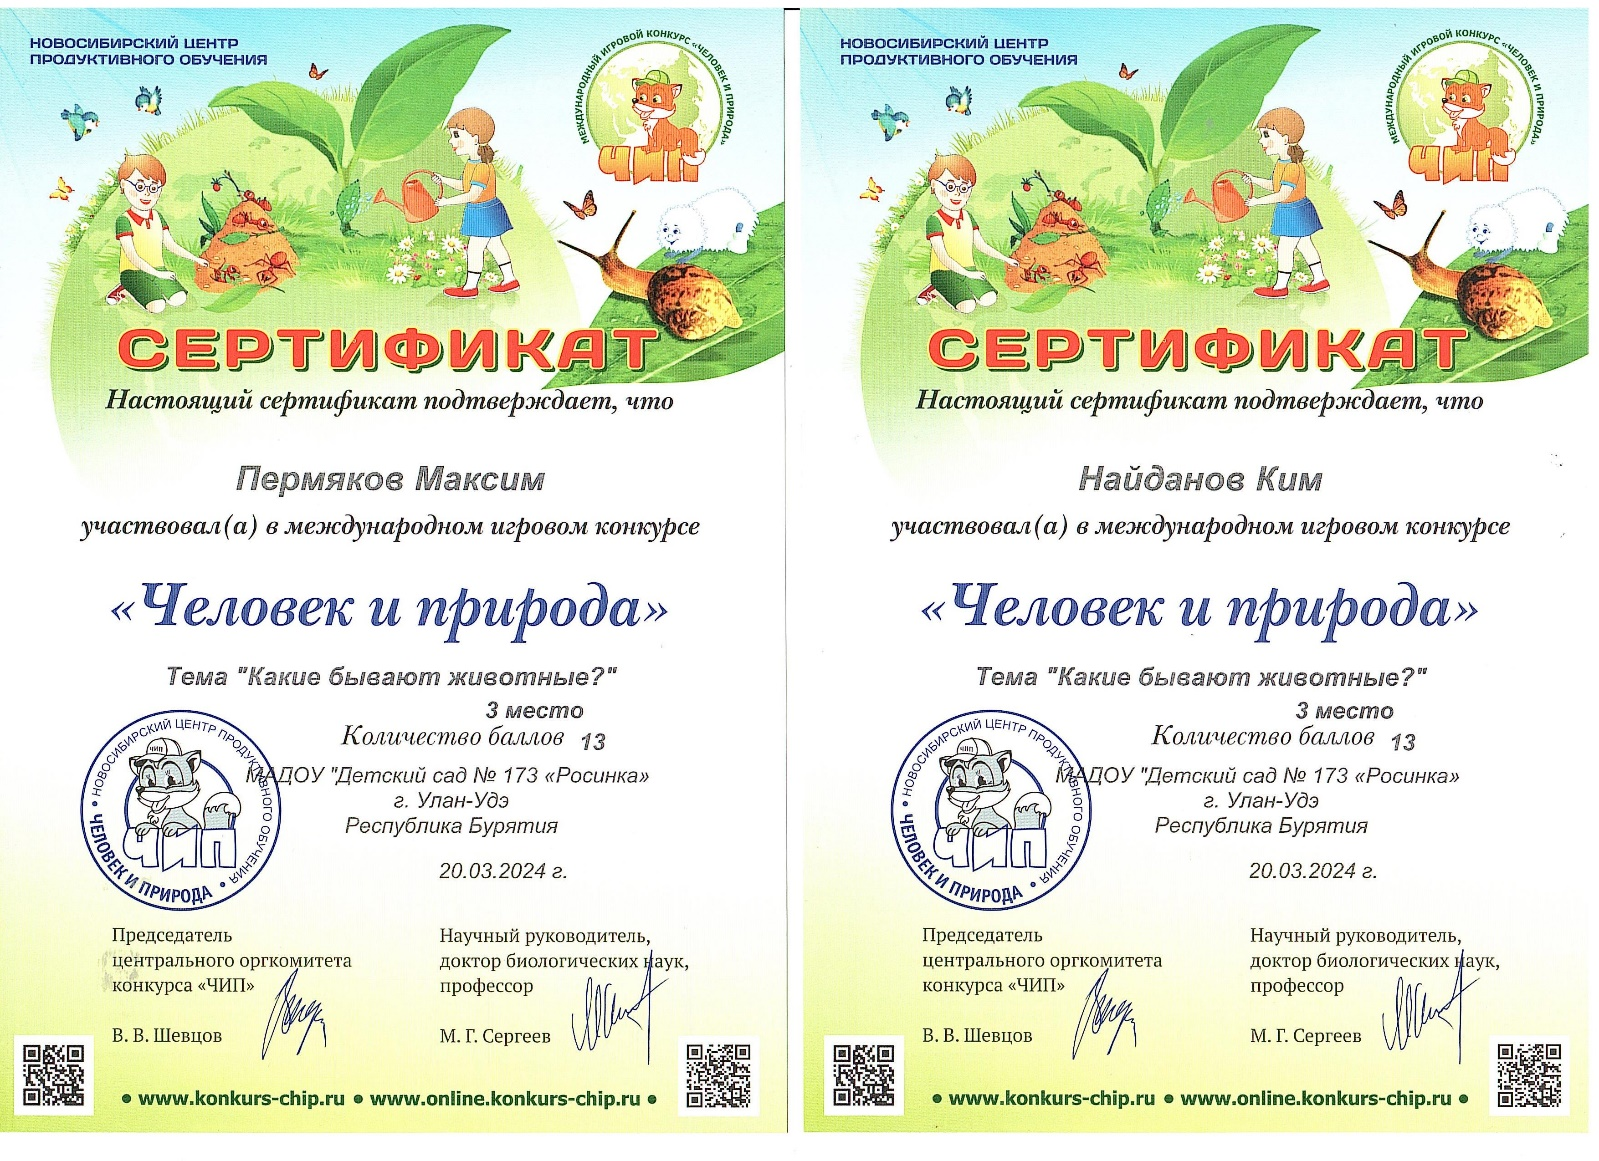 НОВОСИБИРСКИЙ ЦЕНТР
ПРОДУКТИВНОГО ОБУЧЕНИЯ
МЕЖДУНАРОДНЫЙ ИГРОВОЙ КОНКУРС «ЧЕЛОВЕК И ПРИРОДА»
ЧИП
СЕРТИФИКАТ
Настоящий сертификат подтверждает, что
Пермяков Максим
участвовал(а) в международном игровом конкурсе
«Человек и природа»
Тема "Какие бывают животные?"
3 место
Количество баллов 13
МАДОУ "Детский сад № 173 «Росинка»
г. Улан-Удэ
Республика Бурятия
20.03.2024 г.
• НОВОСИБИРСКИЙ ЦЕНТР ПРОДУКТИВНОГО ОБУЧЕНИЯ •
ЧИП
ЧИП
ЧЕЛОВЕК И ПРИРОДА
Председатель
центрального оргкомитета
конкурса «ЧИП»
В. В. Шевцов
Научный руководитель,
доктор биологических наук,
профессор
М. Г. Сергеев
• www.konkurs-chip.ru • www.online.konkurs-chip.ru •
НОВОСИБИРСКИЙ ЦЕНТР
ПРОДУКТИВНОГО ОБУЧЕНИЯ
МЕЖДУНАРОДНЫЙ ИГРОВОЙ КОНКУРС «ЧЕЛОВЕК И ПРИРОДА»
ЧИП
СЕРТИФИКАТ
Настоящий сертификат подтверждает, что
Найданов Ким
участвовал(а) в международном игровом конкурсе
«Человек и природа»
Тема "Какие бывают животные?"
3 место
Количество баллов 13
МАДОУ "Детский сад № 173 «Росинка»
г. Улан-Удэ
Республика Бурятия
20.03.2024 г.
• НОВОСИБИРСКИЙ ЦЕНТР ПРОДУКТИВНОГО ОБУЧЕНИЯ •
ЧИП
ЧИП
ЧЕЛОВЕК И ПРИРОДА
Председатель
центрального оргкомитета
конкурса «ЧИП»
В. В. Шевцов
Научный руководитель,
доктор биологических наук,
профессор
М. Г. Сергеев
• www.konkurs-chip.ru • www.online.konkurs-chip.ru •